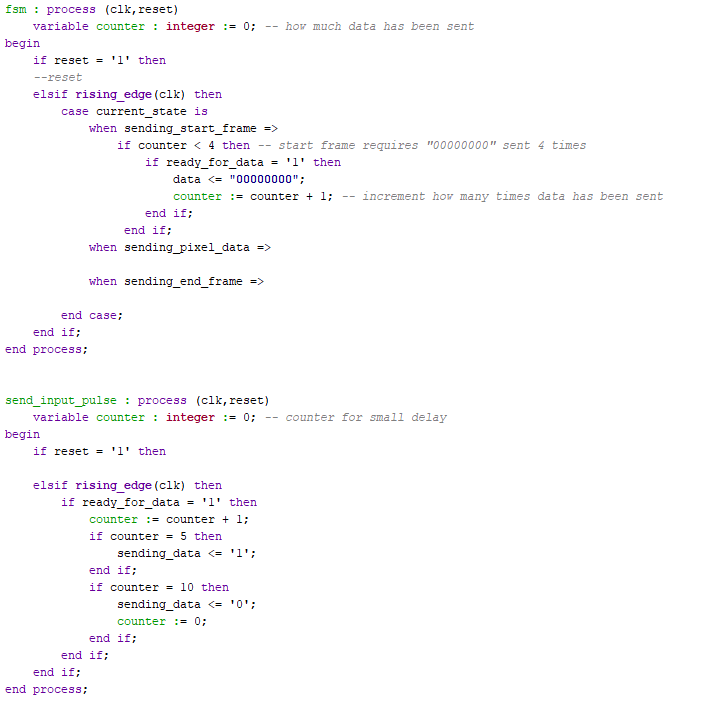 fsm : process (clk,reset)
    variable counter : integer := 0; -- how much data has been sent
begin
    if reset = '1' then
    --reset
    elsif rising_edge(clk) then
        case current_state is
            when sending_start_frame =>
                if counter < 4 then -- start frame requires "00000000" sent 4 times
                    if ready_for_data = '1' then
                        data <= "00000000";
                        counter := counter + 1; -- increment how many times data has been sent
                    end if;
                 end if;
            when sending_pixel_data =>

            when sending_end_frame =>

        end case;
    end if;
end process;


send_input_pulse : process (clk,reset)
    variable counter : integer := 0; -- counter for small delay
begin
    if reset = '1' then

    elsif rising_edge(clk) then
        if ready_for_data = '1' then
            counter := counter + 1;
            if counter = 5 then
                sending_data <= '1';
            end if;
            if counter = 10 then
                sending_data <= '0';
                counter := 0;
            end if;
        end if;
    end if;
end process;